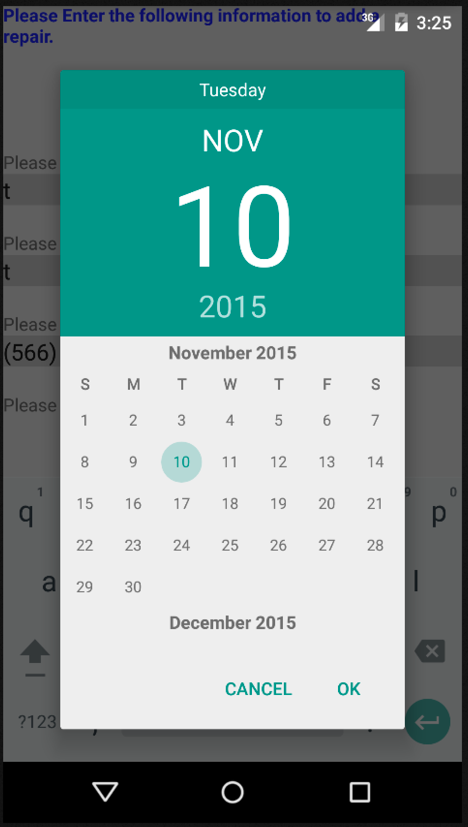 Please Enter the following information to add a
repair.
3G
3:25
Tuesday
NOV
10
2015
Please
t
Please
t
Please
(566)
Please
November 2015
S M T W T F S
1 2 3 4 5 6 7
8 9 10 11 12 13 14
15 16 17 18 19 20 21
22 23 24 25 26 27 28
29 30
December 2015
CANCEL OK
1 9 0
q p
a l
?123 , .